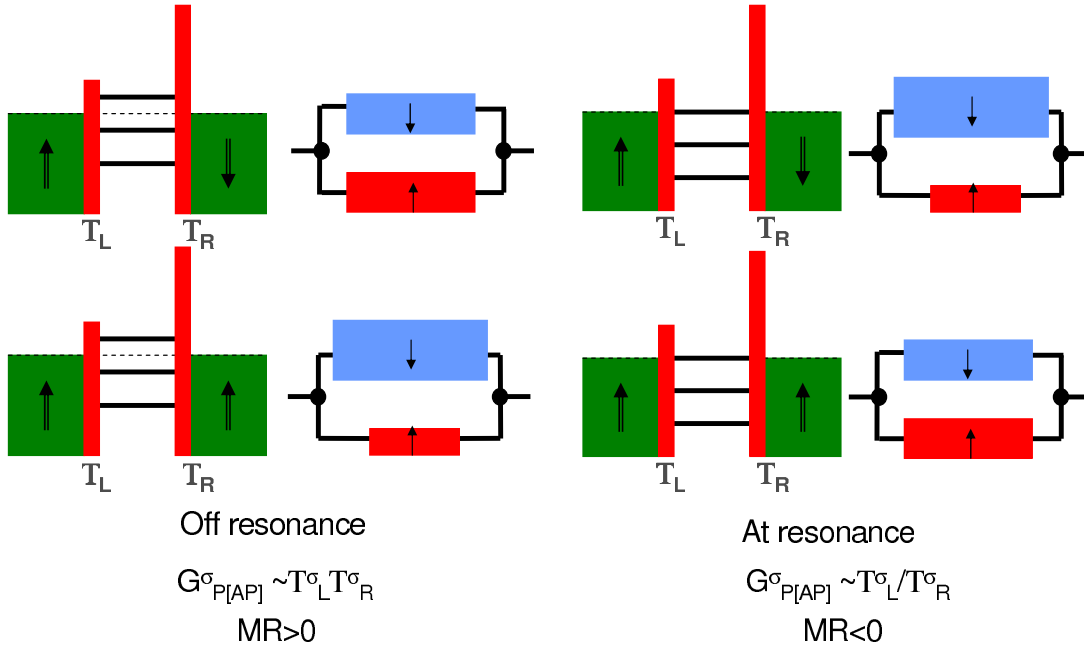 T_L T_R T_L T_R
T_L T_R T_L T_R
Off resonance
G^σ_P[AP] ~T^σ_L T^σ_R
MR>0
At resonance
G^σ_P[AP] ~T^σ_L/T^σ_R
MR<0